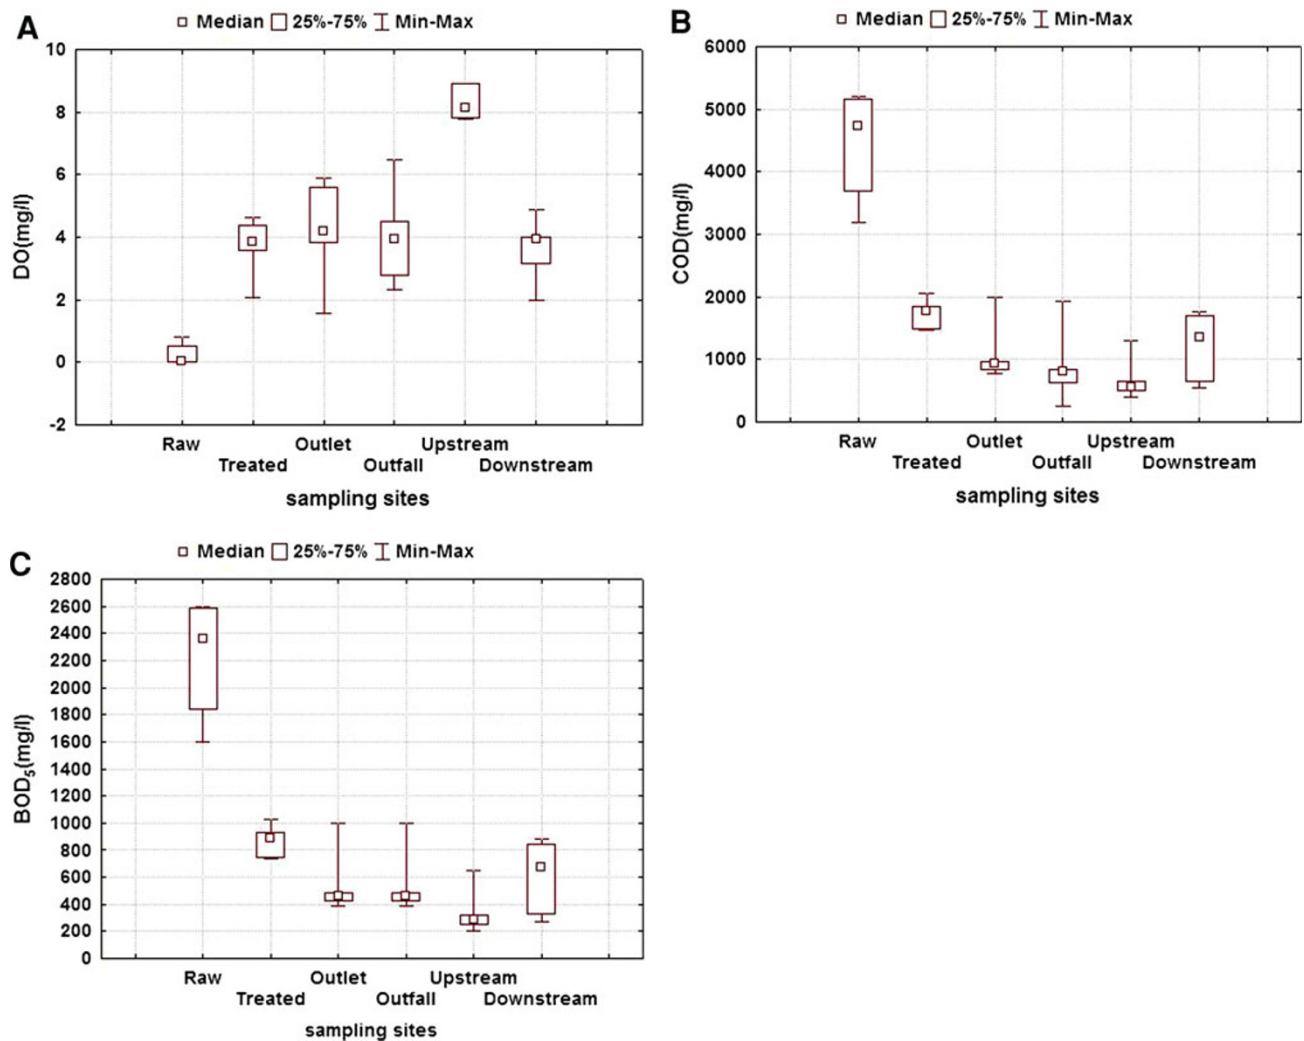 A
Median 25%-75% Min-Max
10
8
6
4
2
0
-2
DO(mg/l)
Raw Outlet Upstream
Treated Outfall Downstream
sampling sites
B
Median 25%-75% Min-Max
6000
5000
4000
3000
2000
1000
0
COD(mg/l)
Raw Outlet Upstream
Treated Outfall Downstream
sampling sites
C
Median 25%-75% Min-Max
2800
2600
2400
2200
2000
1800
1600
1400
1200
1000
800
600
400
200
0
BOD₅(mg/l)
Raw Outlet Upstream
Treated Outfall Downstream
sampling sites